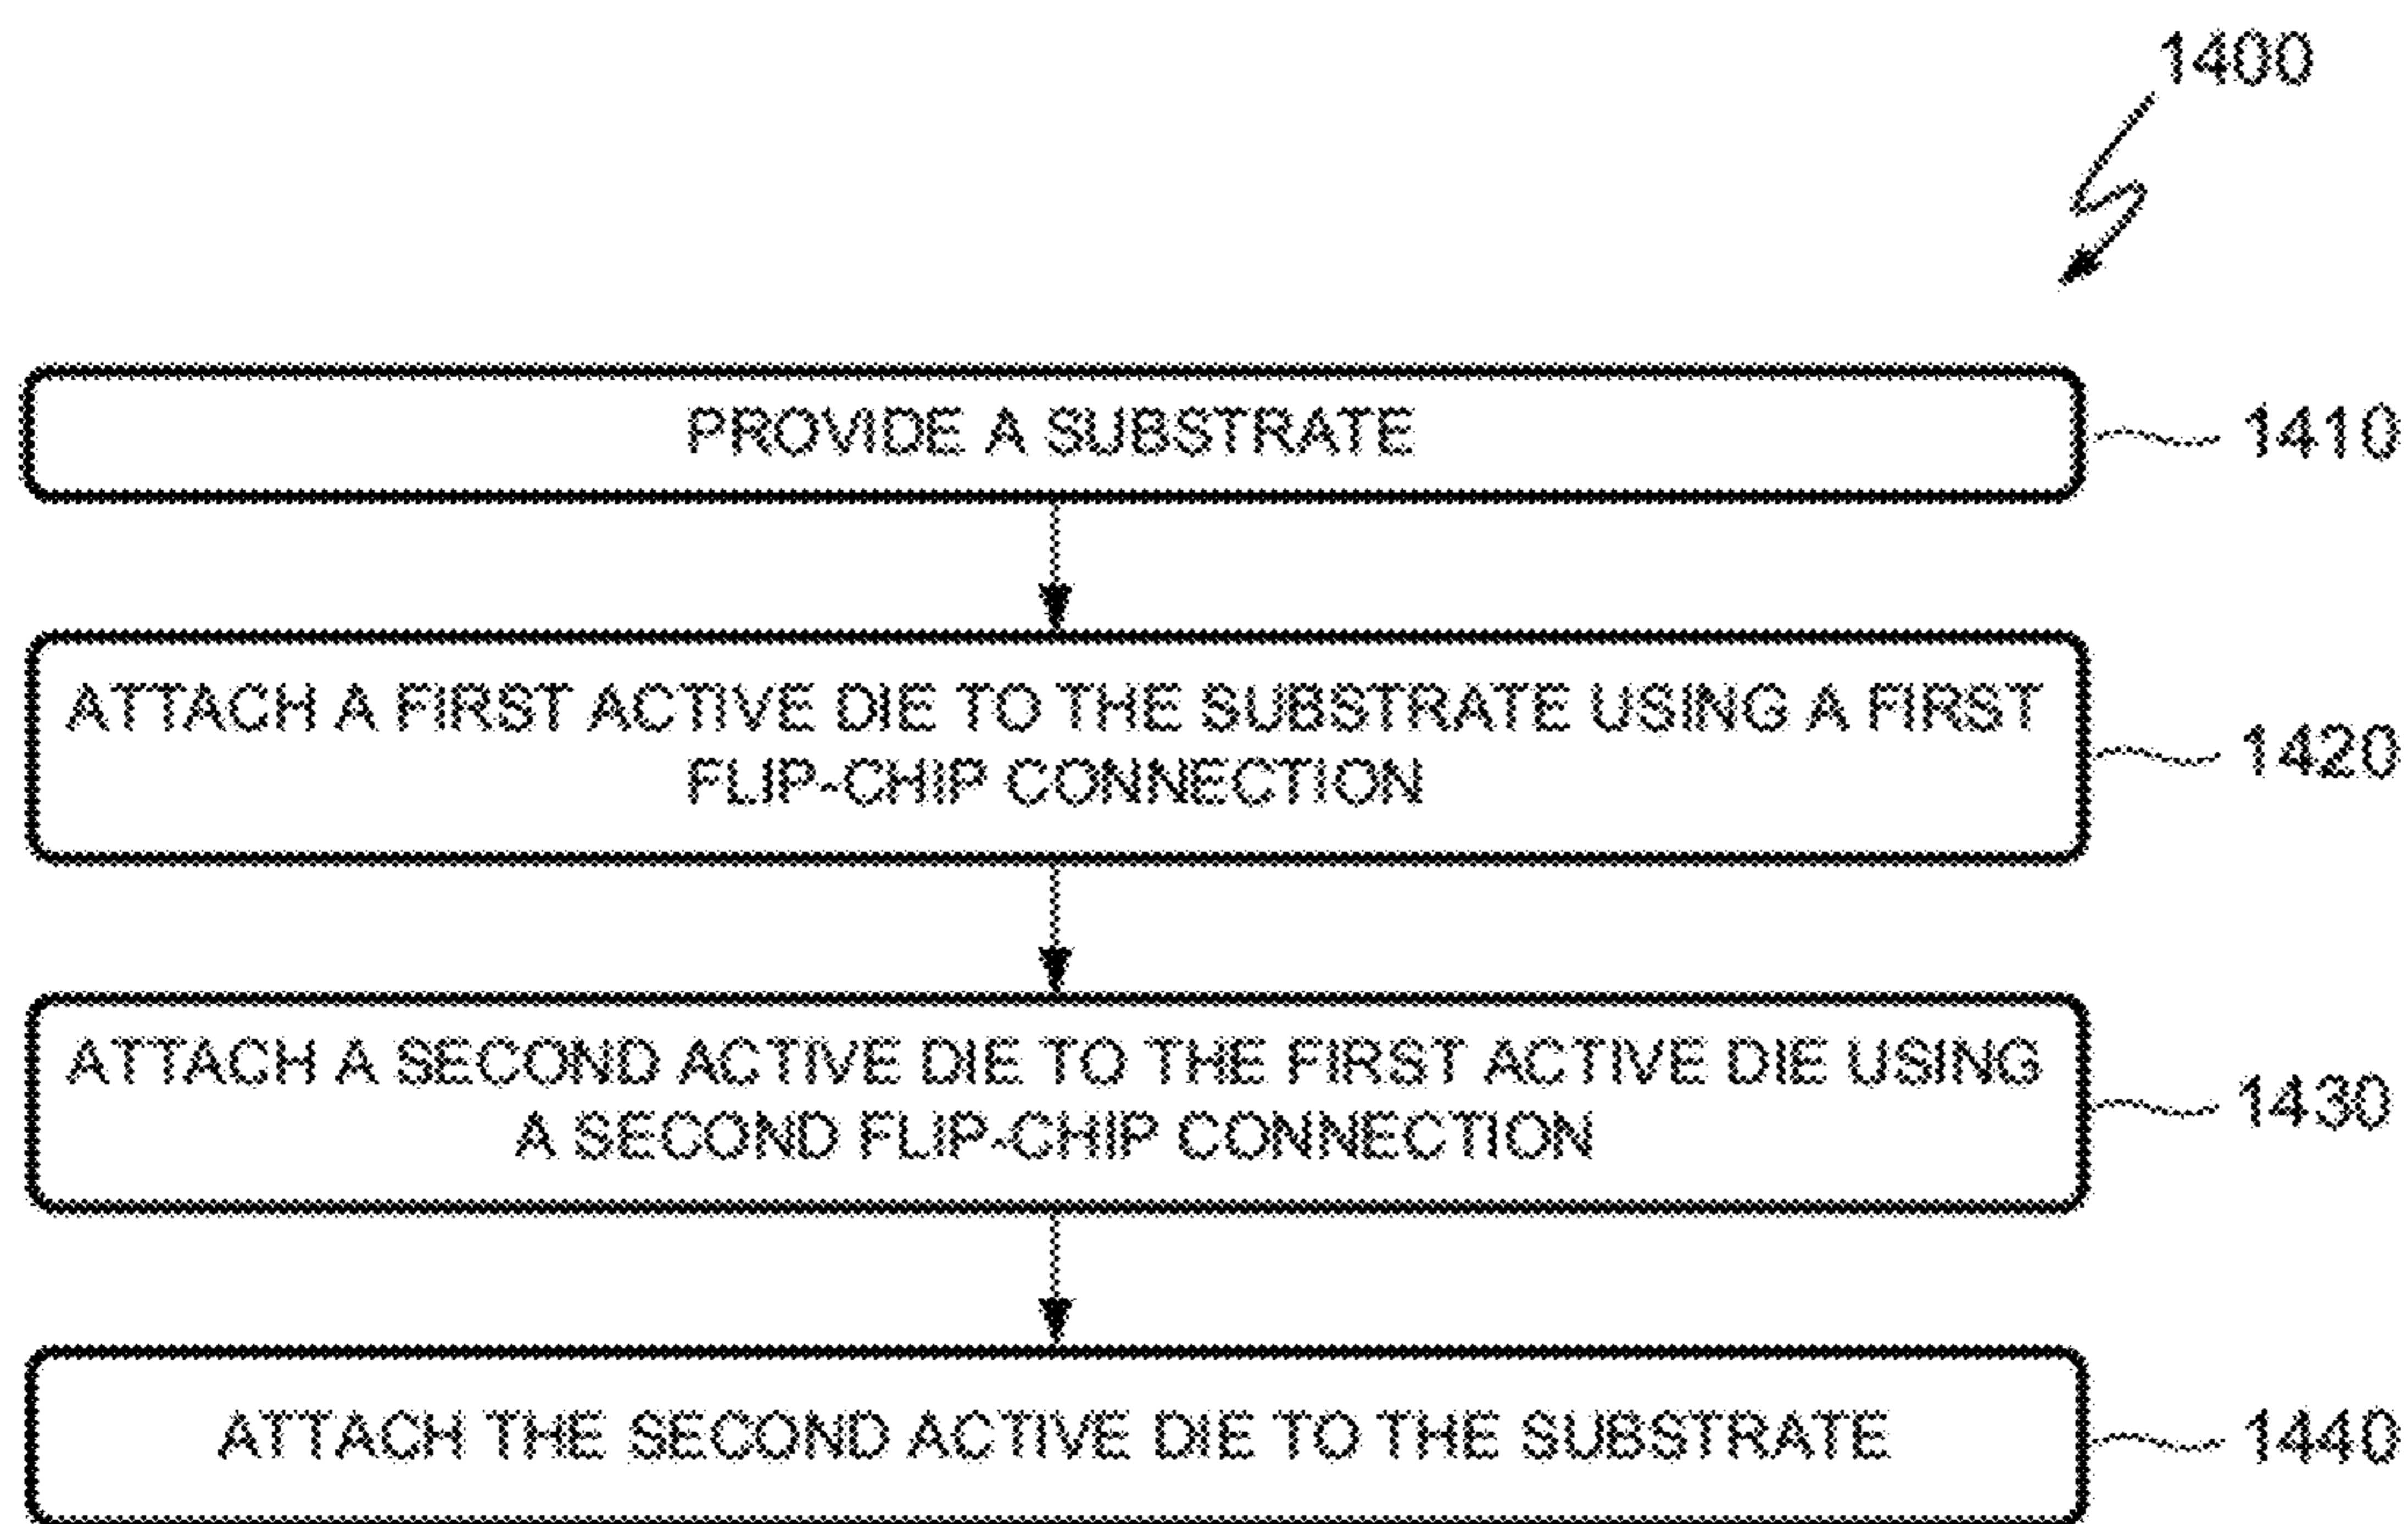 1400
PROVIDE A SUBSTRATE
1410
ATTACH A FIRST ACTIVE DIE TO THE SUBSTRATE USING A FIRST
FLIP-CHIP CONNECTION
1420
ATTACH A SECOND ACTIVE DIE TO THE FIRST ACTIVE DIE USING
A SECOND FLIP-CHIP CONNECTION
1430
ATTACH THE SECOND ACTIVE DIE TO THE SUBSTRATE
1440